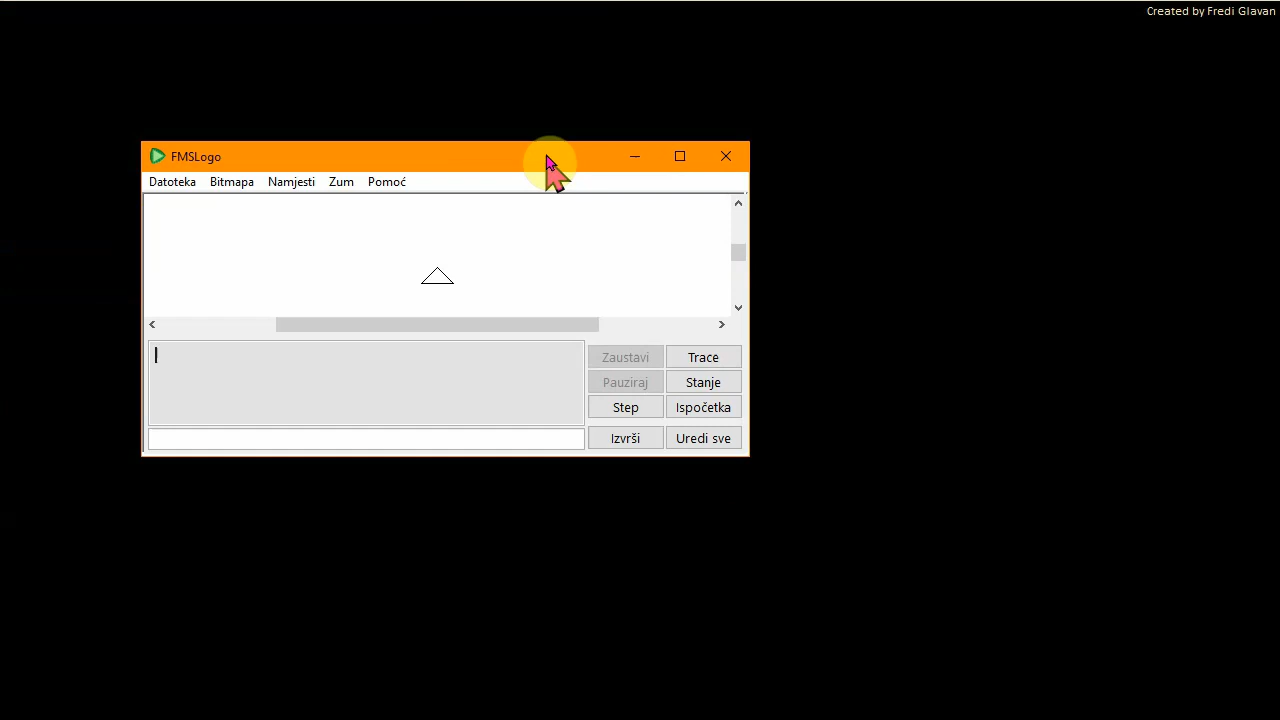 Created by Fredi Glavan
FMSLogo
Datoteka Bitmapa Namjesti Zum Pomoć
Zaustavi Trace
Pauziraj Stanje
Step Ispočetka
Izvrši Uredi sve